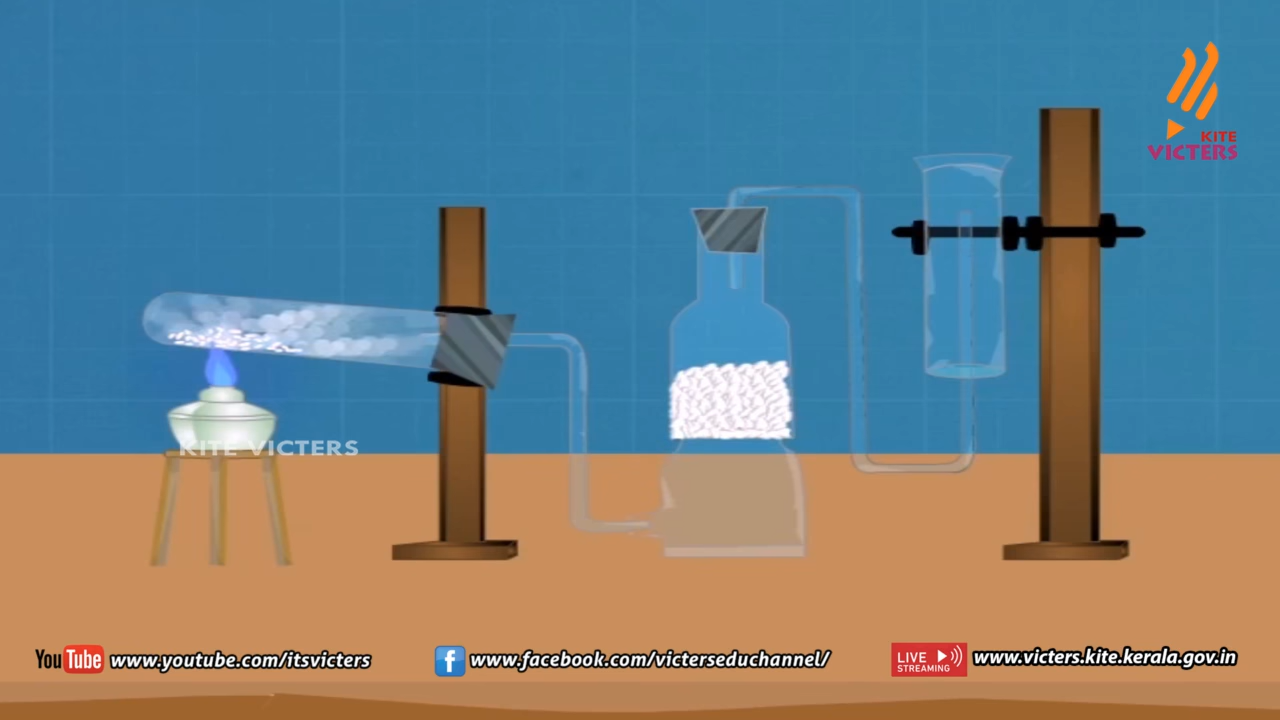 KITE
VICTERS
KITE VICTERS
YouTube www.youtube.com/itsvicters
f www.facebook.com/victerseduchannel/
LIVE
STREAMING
www.victers.kite.kerala.gov.in